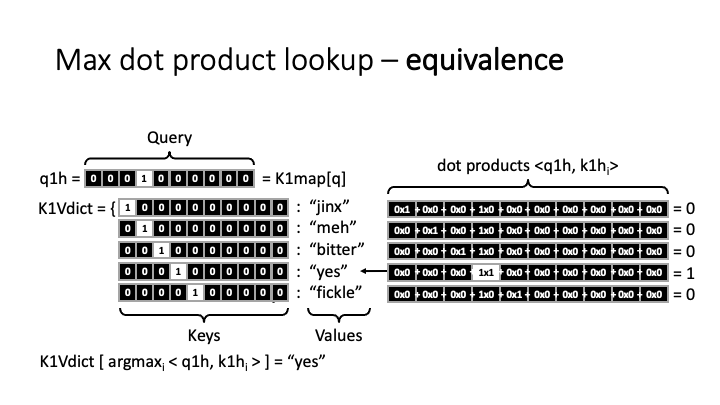 Max dot product lookup – equivalence
Query
q1h = 0 0 0 1 0 0 0 0 0 0 = K1map[q]
K1Vdict = { 1 0 0 0 0 0 0 0 0 0 : “jinx”
0 1 0 0 0 0 0 0 0 0 : “meh”
0 0 1 0 0 0 0 0 0 0 : “bitter”
0 0 0 1 0 0 0 0 0 0 : “yes”
0 0 0 0 1 0 0 0 0 0 : “fickle”
Keys
Values
K1Vdict [ argmaxi < q1h, k1hi > ] = “yes”
dot products <q1h, k1hi>
0x1 + 0x0 + 0x0 + 1x0 + 0x0 + 0x0 + 0x0 + 0x0 + 0x0 + 0x0 = 0
0x0 + 0x1 + 0x0 + 1x0 + 0x0 + 0x0 + 0x0 + 0x0 + 0x0 + 0x0 = 0
0x0 + 0x0 + 0x1 + 1x0 + 0x0 + 0x0 + 0x0 + 0x0 + 0x0 + 0x0 = 0
0x0 + 0x0 + 0x0 + 1x1 + 0x0 + 0x0 + 0x0 + 0x0 + 0x0 + 0x0 = 1
0x0 + 0x0 + 0x0 + 1x0 + 0x1 + 0x0 + 0x0 + 0x0 + 0x0 + 0x0 = 0